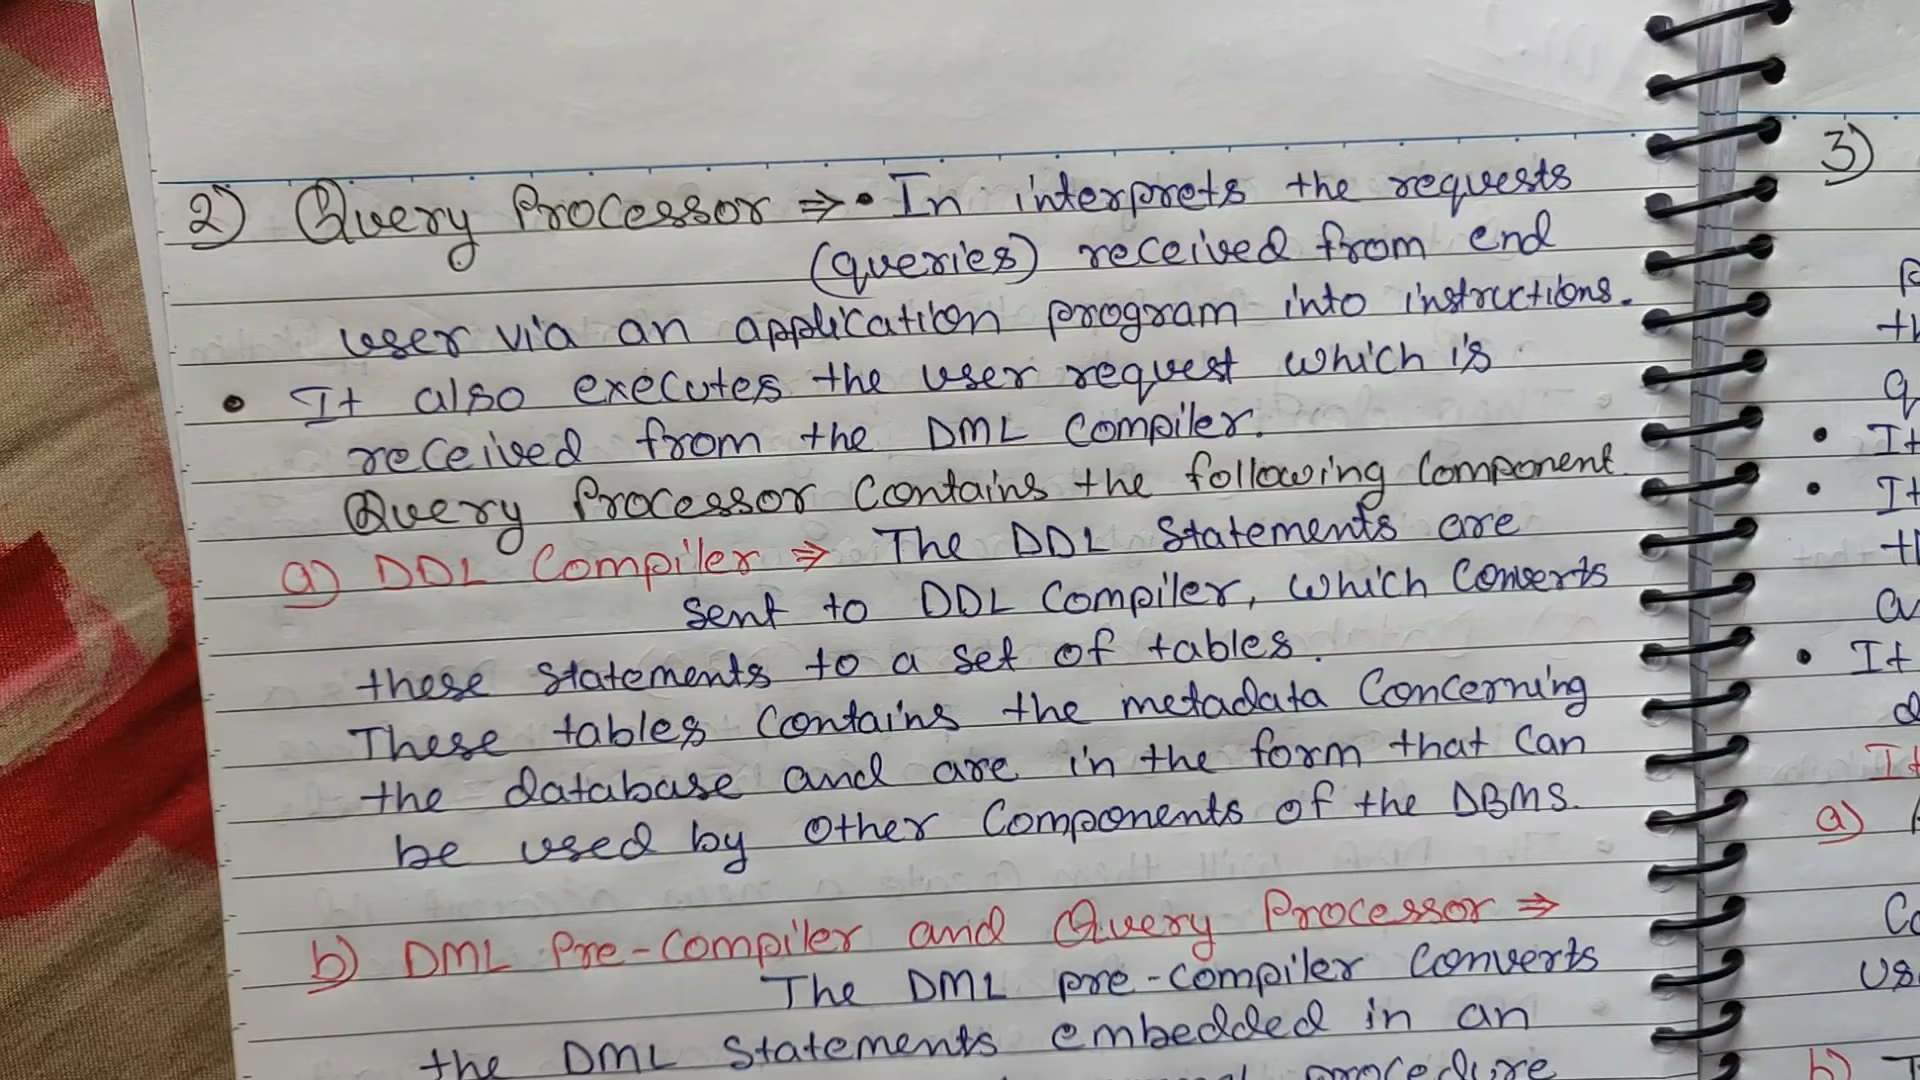 2) Query Processor ⇒ • In interprets the requests
(queries) received from end
user via an application program into instructions.
• It also executes the user request which is
received from the DML Compiler.
Query Processor Contains the following Component
a) DDL Compiler ⇒ The DDL Statements are
sent to DDL Compiler, which Converts
these statements to a set of tables.
These tables Contains the metadata Concerning
the database and are in the form that Can
be used by other Components of the DBMS.
b) DML Pre-Compiler and Query Processor ⇒
The DML pre-Compiler Converts
the DML Statements embedded in an
procedure
3)
q
• It
• It
• It
d
It
a)
Co
us
b)